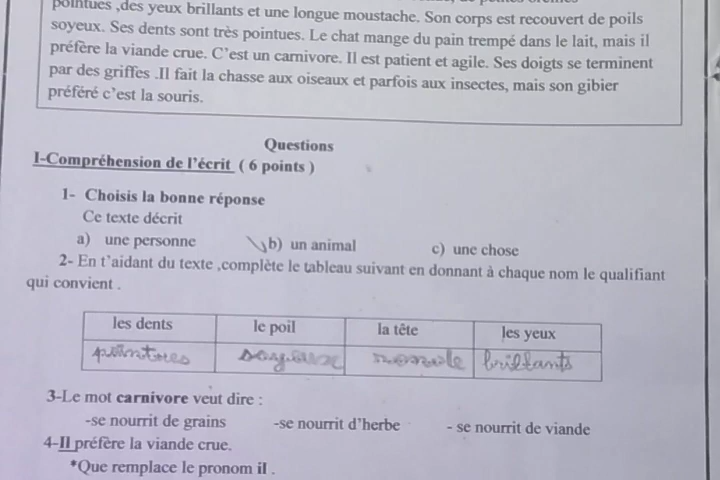 pointues ,des yeux brillants et une longue moustache. Son corps est recouvert de poils
soyeux. Ses dents sont très pointues. Le chat mange du pain trempé dans le lait, mais il
préfère la viande crue. C'est un carnivore. Il est patient et agile. Ses doigts se terminent
par des griffes .Il fait la chasse aux oiseaux et parfois aux insectes, mais son gibier
préféré c'est la souris.
Questions
I-Compréhension de l'écrit ( 6 points )
1- Choisis la bonne réponse
Ce texte décrit
a) une personne b) un animal c) une chose
2- En t'aidant du texte ,complète le tableau suivant en donnant à chaque nom le qualifiant
qui convient .
les dents le poil la tête les yeux
brillants
3-Le mot carnivore veut dire :
-se nourrit de grains -se nourrit d'herbe - se nourrit de viande
4-Il préfère la viande crue.
*Que remplace le pronom il .